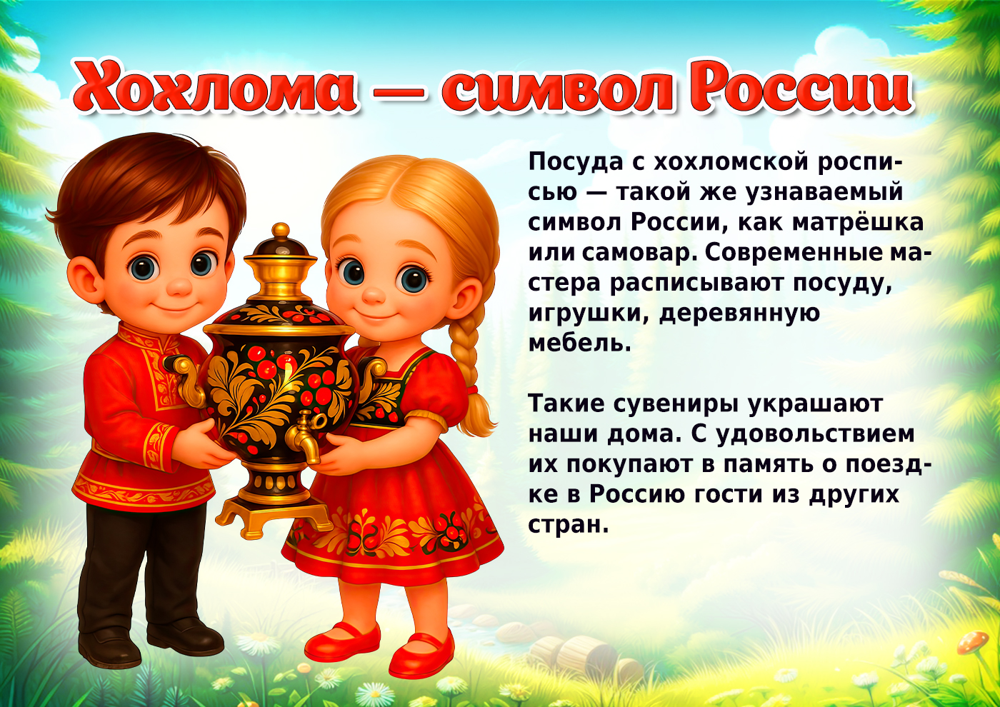 Хохлома — символ России
Посуда с хохломской роспи-
сью — такой же узнаваемый
символ России, как матрёшка
или самовар. Современные ма-
стера расписывают посуду,
игрушки, деревянную
мебель.
Такие сувениры украшают
наши дома. С удовольствием
их покупают в память о поезд-
ке в Россию гости из других
стран.